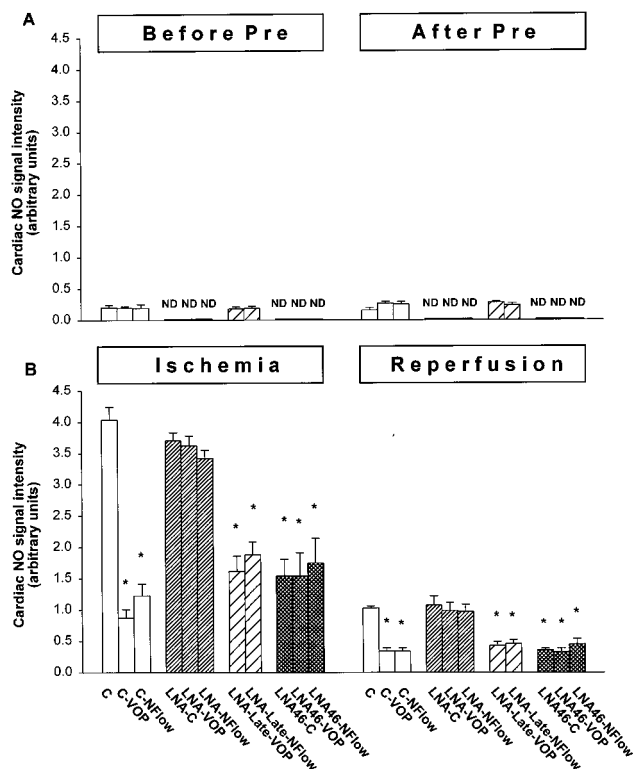 A
Before Pre
After Pre
Cardiac NO signal intensity
(arbitrary units)
4.5
4.0
3.5
3.0
2.5
2.0
1.5
1.0
0.5
0.0
ND ND ND
ND ND ND
ND ND ND
ND ND ND
B
Ischemia
Reperfusion
Cardiac NO signal intensity
(arbitrary units)
4.5
4.0
3.5
3.0
2.5
2.0
1.5
1.0
0.5
0.0
* *
* *
* * *
* *
* *
* * *
C
C-VOP
C-NFlow
LNA-C
LNA-VOP
LNA-NFlow
LNA-Late-VOP
LNA-Late-NFlow
LNA46-C
LNA46-VOP
LNA46-NFlow
C
C-VOP
C-NFlow
LNA-C
LNA-VOP
LNA-NFlow
LNA-Late-VOP
LNA-Late-NFlow
LNA46-C
LNA46-VOP
LNA46-NFlow